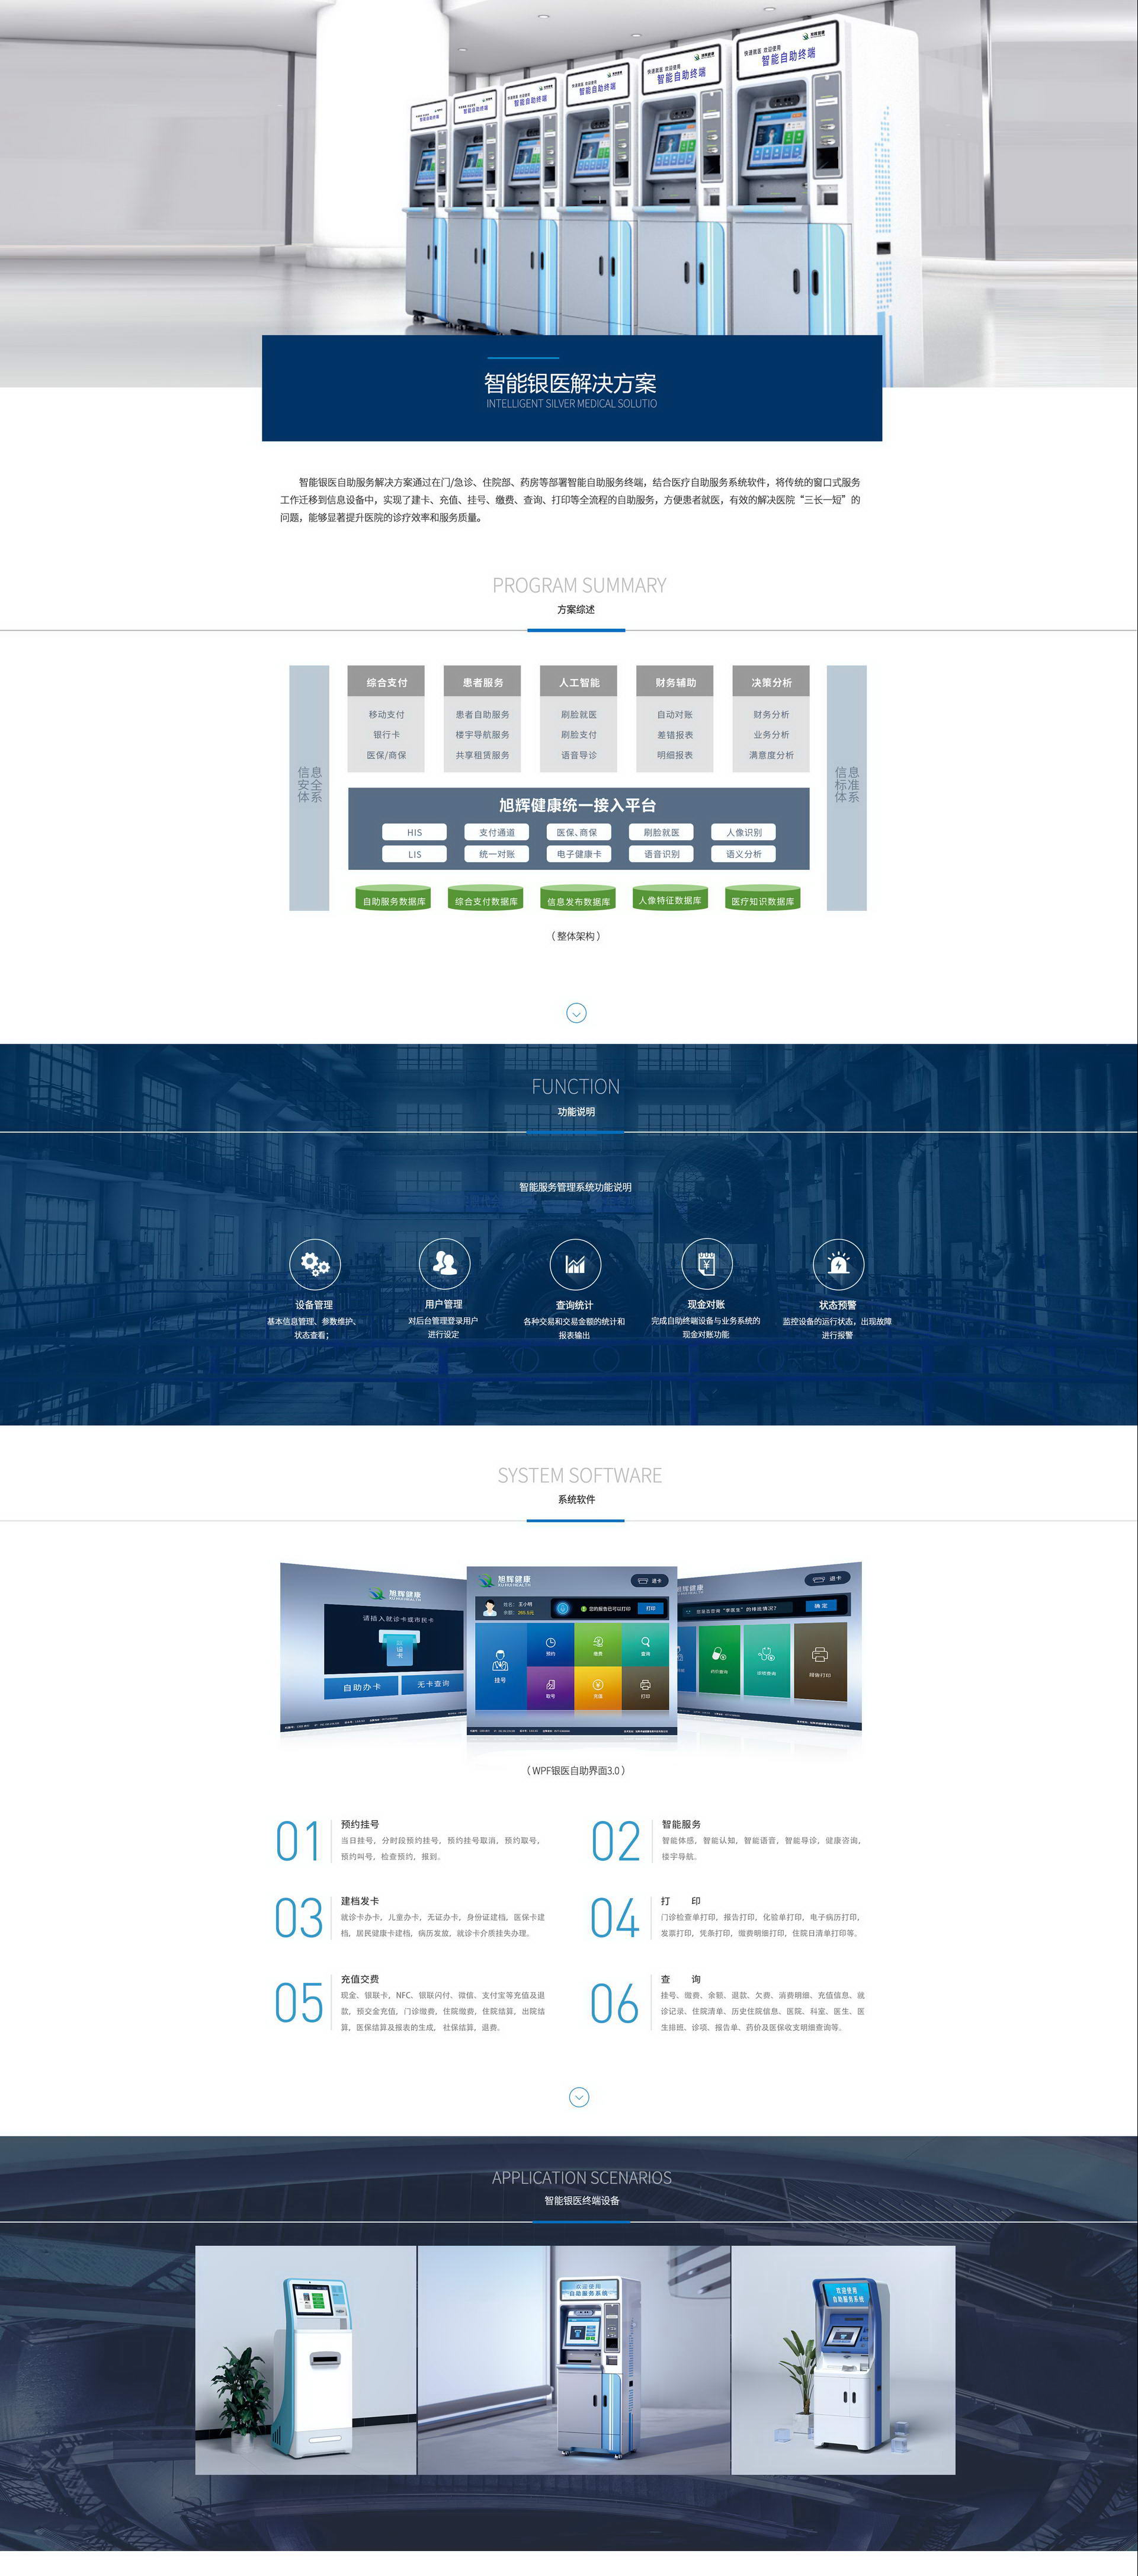 快速就医 欢迎使用
智能自助终端
智能银医解决方案
INTELLIGENT SILVER MEDICAL SOLUTIO
智能银医自助服务解决方案通过在门/急诊、住院部、药房等部署智能自助服务终端，结合医疗自助服务系统软件，将传统的窗口式服务
工作迁移到信息设备中，实现了建卡、充值、挂号、缴费、查询、打印等全流程的自助服务，方便患者就医，有效的解决医院“三长一短”的
问题，能够显著提升医院的诊疗效率和服务质量。
PROGRAM SUMMARY
方案综述
信息安全体系
综合支付 患者服务 人工智能 财务辅助 决策分析
移动支付 患者自助服务 刷脸就医 自动对账 财务分析
银行卡 楼宇导航服务 刷脸支付 差错报表 业务分析
医保/商保 共享租赁服务 语音导诊 明细报表 满意度分析
信息标准体系
旭辉健康统一接入平台
HIS 支付通道 医保、商保 刷脸就医 人像识别
LIS 统一对账 电子健康卡 语音识别 语义分析
自助服务数据库 综合支付数据库 信息发布数据库 人像特征数据库 医疗知识数据库
（ 整体架构 ）
FUNCTION
功能说明
智能服务管理系统功能说明
设备管理 用户管理 查询统计 现金对账 状态预警
基本信息管理、参数维护、 对后台管理登录用户 各种交易和交易金额的统计和 完成自助终端设备与业务系统的 监控设备的运行状态，出现故障
状态查看； 进行设定 报表输出 现金对账功能 进行报警
SYSTEM SOFTWARE
系统软件
旭辉健康
请插入就诊卡或市民卡
自助办卡 无卡查询
旭辉健康
XUHUI HEALTH
退卡
姓名： 王小明
余额： 265.5元
您的报告已可以打印
打印
挂号 预约 缴费 查询
取号 充值 打印
退卡
确定
（ WPF银医自助界面3.0 ）
01 预约挂号
当日挂号，分时段预约挂号，预约挂号取消，预约取号，
预约叫号，检查预约，报到。
02 智能服务
智能体感，智能认知，智能语音，智能导诊，健康咨询，
楼宇导航。
03 建档发卡
就诊卡办卡，儿童办卡，无证办卡，身份证建档，医保卡建
档，居民健康卡建档，病历发放，就诊卡介质挂失办理。
04 打 印
门诊检查单打印，报告打印，化验单打印，电子病历打印，
发票打印，凭条打印，缴费明细打印，住院日清单打印等。
05 充值交费
现金、银联卡，NFC、银联闪付、微信、支付宝等充值及退
款，预交金充值，门诊缴费，住院缴费，住院结算，出院结
算，医保结算及报表的生成， 社保结算，退费。
06 查 询
挂号、缴费、余额、退款、欠费、消费明细、充值信息、就
诊记录、住院清单、历史住院信息、医院、科室、医生、医
生排班、诊项、报告单、药价及医保收支明细查询等。
APPLICATION SCENARIOS
智能银医终端设备
欢迎使用
自助服务系统
欢迎使用
自助服务系统